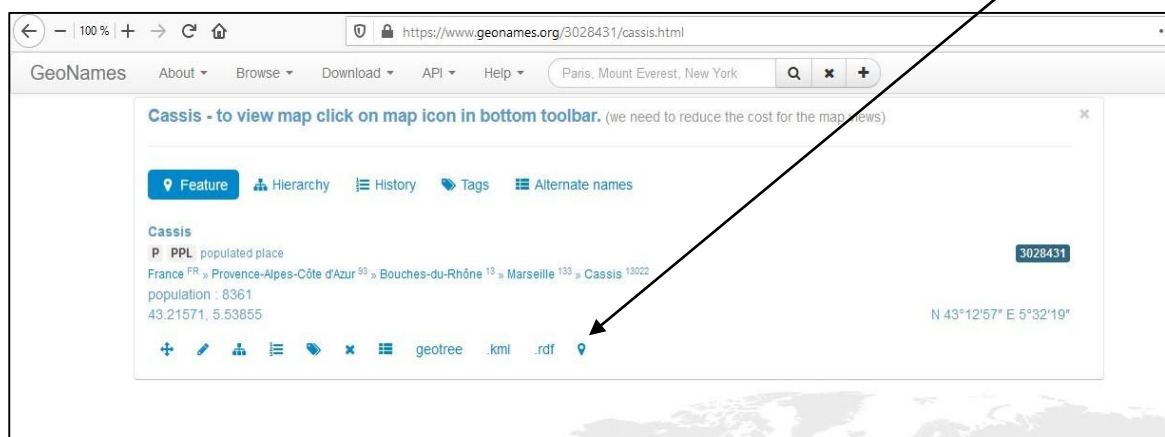 100 % https://www.geonames.org/3028431/cassis.html
GeoNames About Browse Download API Help Paris, Mount Everest, New York
Cassis - to view map click on map icon in bottom toolbar. (we need to reduce the cost for the map views)
Feature Hierarchy History Tags Alternate names
Cassis
P PPL populated place 3028431
France FR » Provence-Alpes-Côte d'Azur 93 » Bouches-du-Rhône 13 » Marseille 133 » Cassis 13022
population : 8361
43.21571, 5.53855 N 43°12'57" E 5°32'19"
geotree .kml .rdf